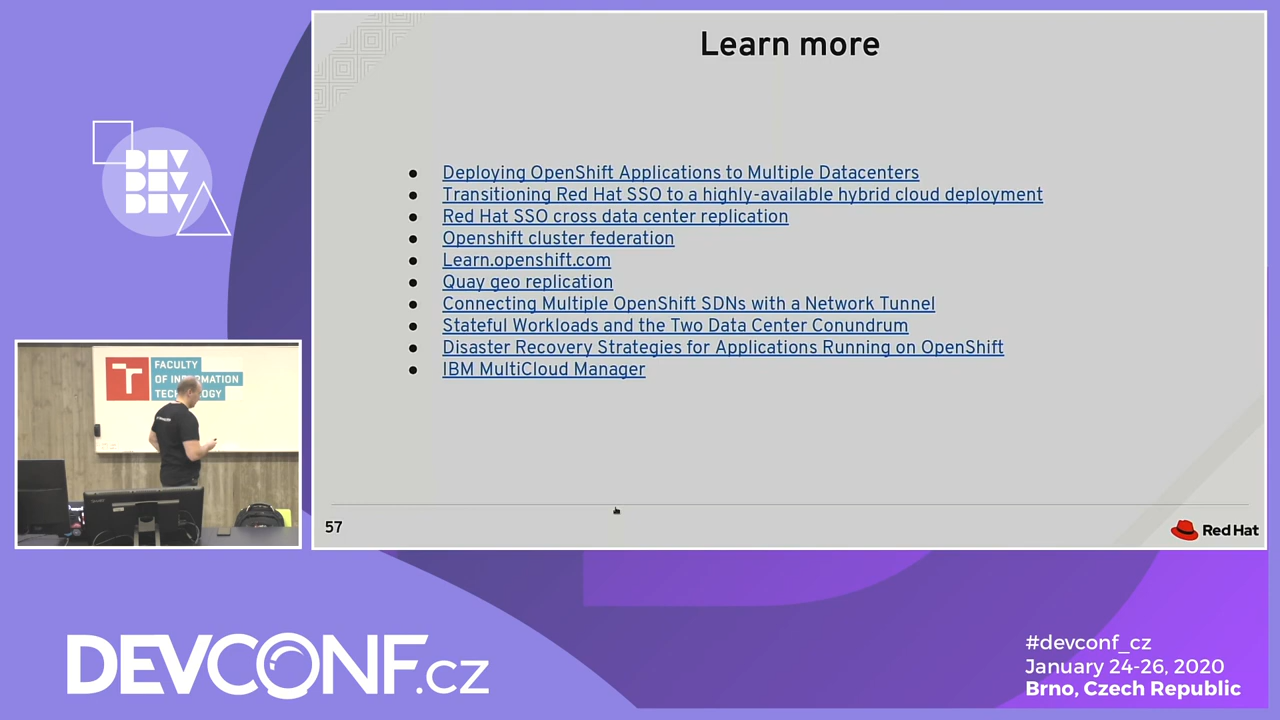 Learn more
Deploying OpenShift Applications to Multiple Datacenters
Transitioning Red Hat SSO to a highly-available hybrid cloud deployment
Red Hat SSO cross data center replication
Openshift cluster federation
Learn.openshift.com
Quay geo replication
Connecting Multiple OpenShift SDNs with a Network Tunnel
Stateful Workloads and the Two Data Center Conundrum
Disaster Recovery Strategies for Applications Running on OpenShift
IBM MultiCloud Manager
57
Red Hat
DEV
DEV
DEV
T
FACULTY
OF INFORMATION
TECHNOLOGY
DEVCONF.cz
#devconf_cz
January 24-26, 2020
Brno, Czech Republic